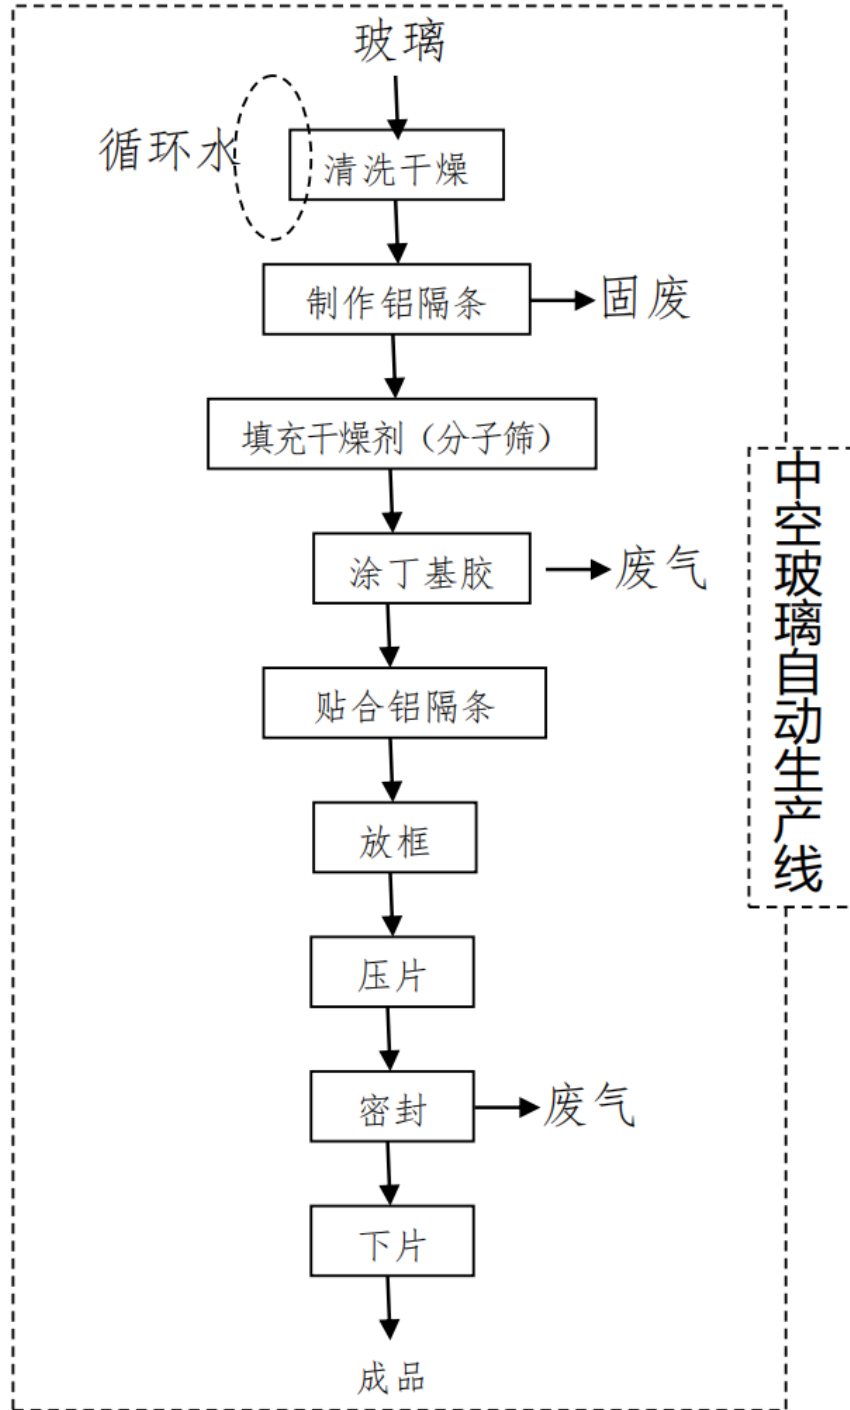 玻璃
循环水
清洗干燥
制作铝隔条
固废
填充干燥剂（分子筛）
涂丁基胶
废气
贴合铝隔条
放框
压片
密封
废气
下片
成品
中空玻璃自动生产线